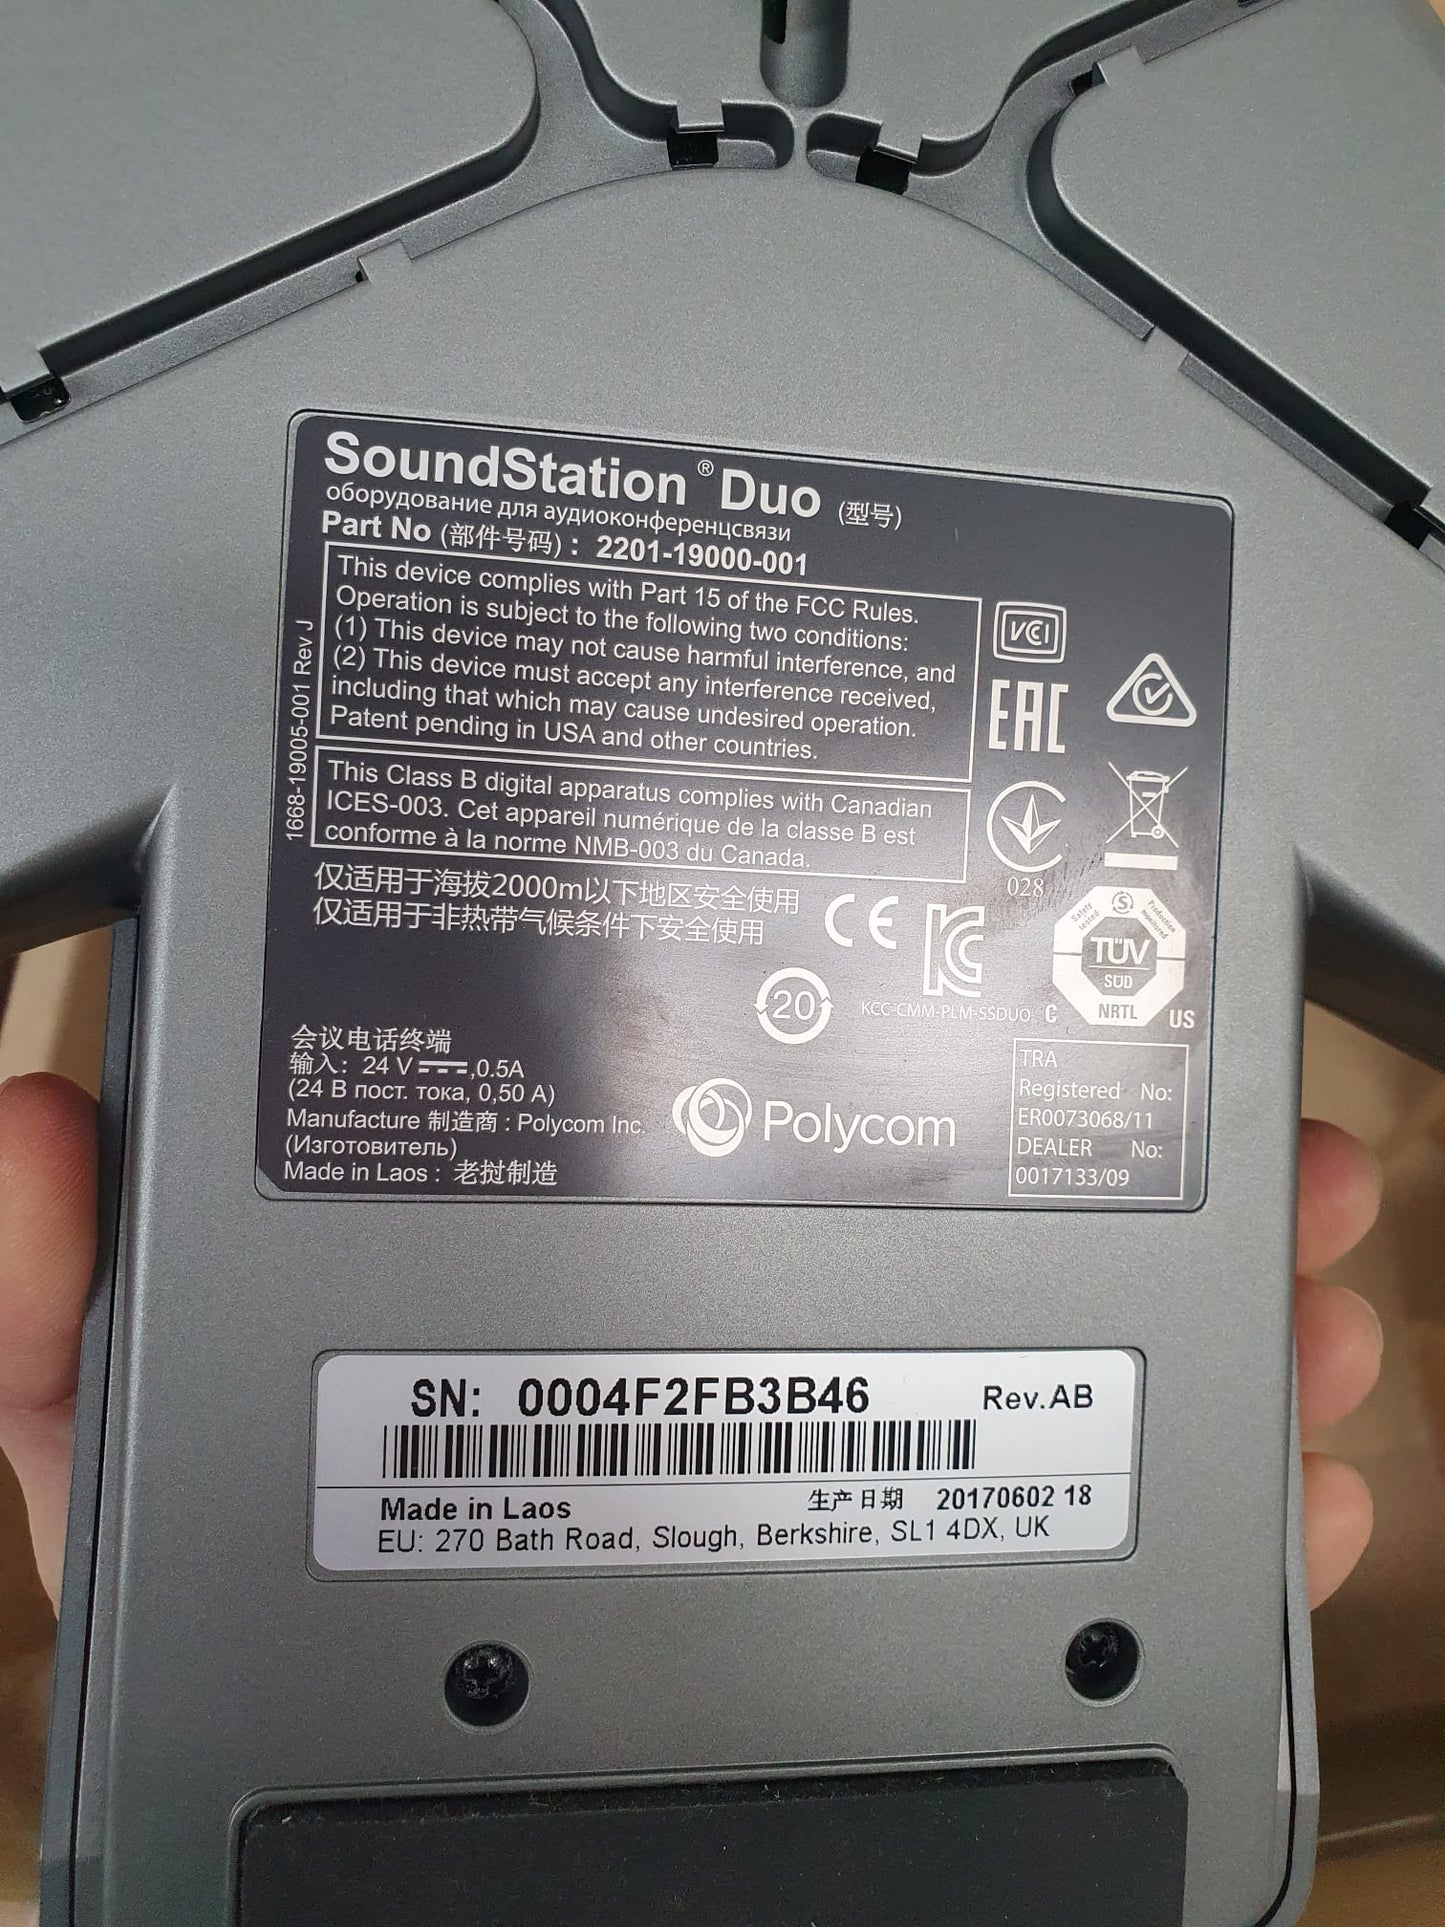 SoundStation® Duo (型号)
оборудование для аудиоконференцсвязи
Part No (部件号码) : 2201-19000-001
This device complies with Part 15 of the FCC Rules.
Operation is subject to the following two conditions:
(1) This device may not cause harmful interference, and
(2) This device must accept any interference received,
including that which may cause undesired operation.
Patent pending in USA and other countries.
This Class B digital apparatus complies with Canadian
ICES-003. Cet appareil numérique de la classe B est
conforme à la norme NMB-003 du Canada.
1668-19005-001 Rev J
VCI
EAC
028
仅适用于海拔2000m以下地区安全使用
仅适用于非热带气候条件下安全使用
CE
KC
KCC-CMM-PLM-SSDUO
20
Safety tested
S
Production monitored
TÜV
SÜD
C NRTL US
会议电话终端
输入: 24 V ,0.5A
(24 В пост. тока, 0,50 A)
Manufacture 制造商 : Polycom Inc.
(Изготовитель)
Made in Laos : 老挝制造
Polycom
TRA
Registered No:
ER0073068/11
DEALER No:
0017133/09
SN: 0004F2FB3B46 Rev.AB
Made in Laos 生产日期 20170602 18
EU: 270 Bath Road, Slough, Berkshire, SL1 4DX, UK